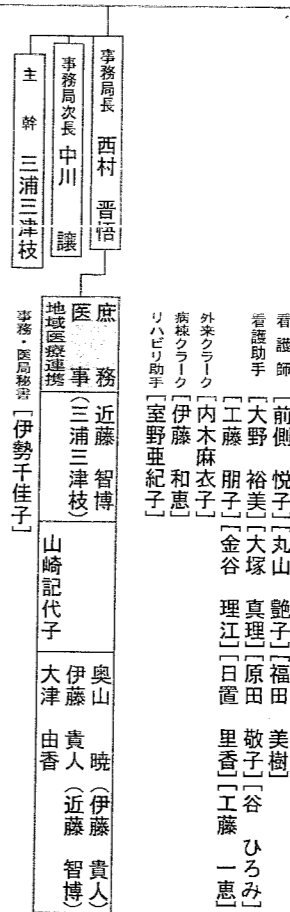 看護師 [前側 悦子][丸山 艶子][福田 美樹]
看護助手 [大野 裕美][大塚 真理][原田 敬子][谷 ひろみ]
[工藤 朋子][金谷 理江][日置 里香][工藤 一恵]
外来クラーク [内木麻衣子]
病棟クラーク [伊藤 和恵]
リハビリ助手 [室野亜紀子]
事務局長 西村 晋悟
事務局次長 中川 譲
主幹 三浦三津枝
庶務 近藤 智博 奥山 暁(伊藤 貴人)
医事 (三浦三津枝) 伊藤 貴人(近藤 智博)
地域医療連携 山崎記代子 大津 由香
事務・医局秘書 [伊勢千佳子]